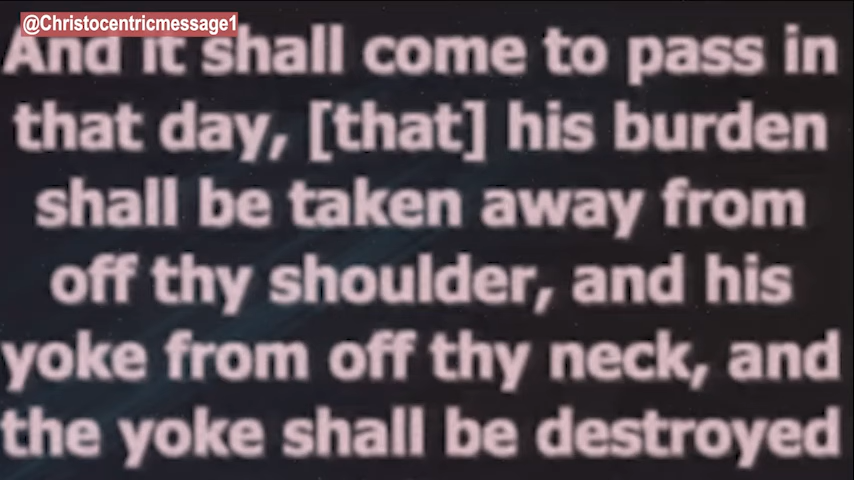 @Christocentricmessage1
And it shall come to pass in
that day, [that] his burden
shall be taken away from
off thy shoulder, and his
yoke from off thy neck, and
the yoke shall be destroyed